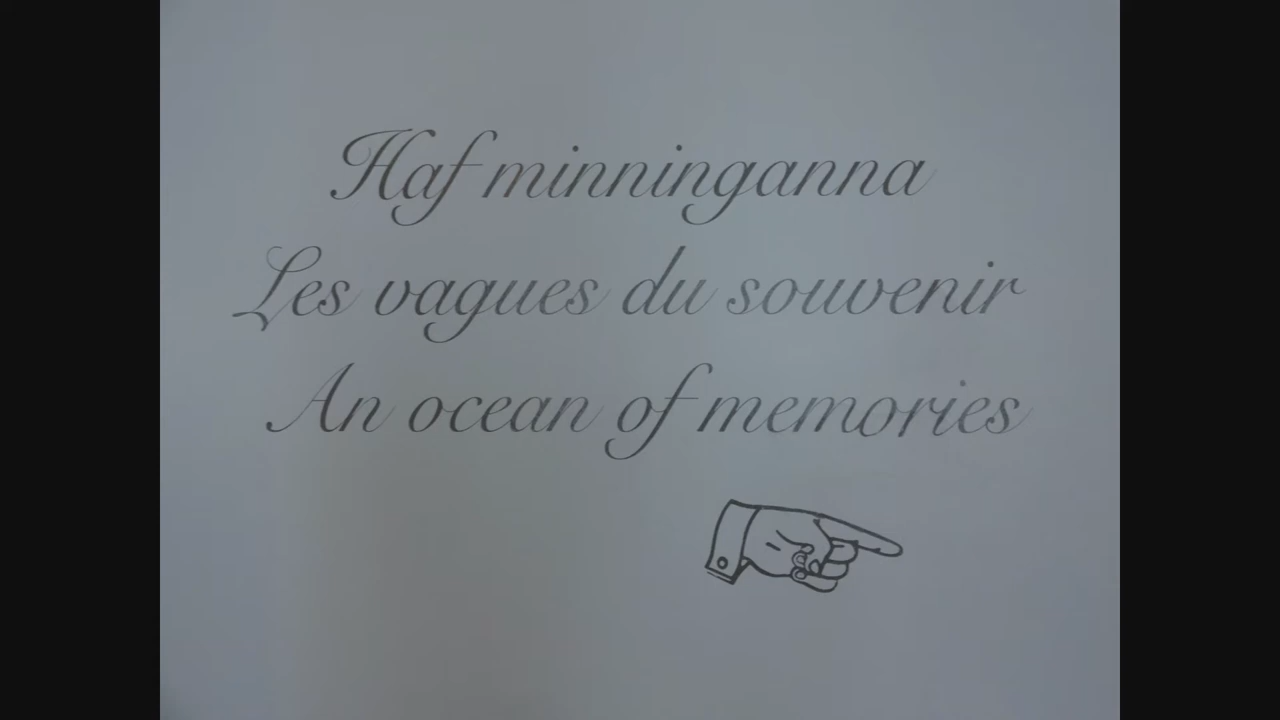 Haf minninganna
Les vagues du souvenir
An ocean of memories